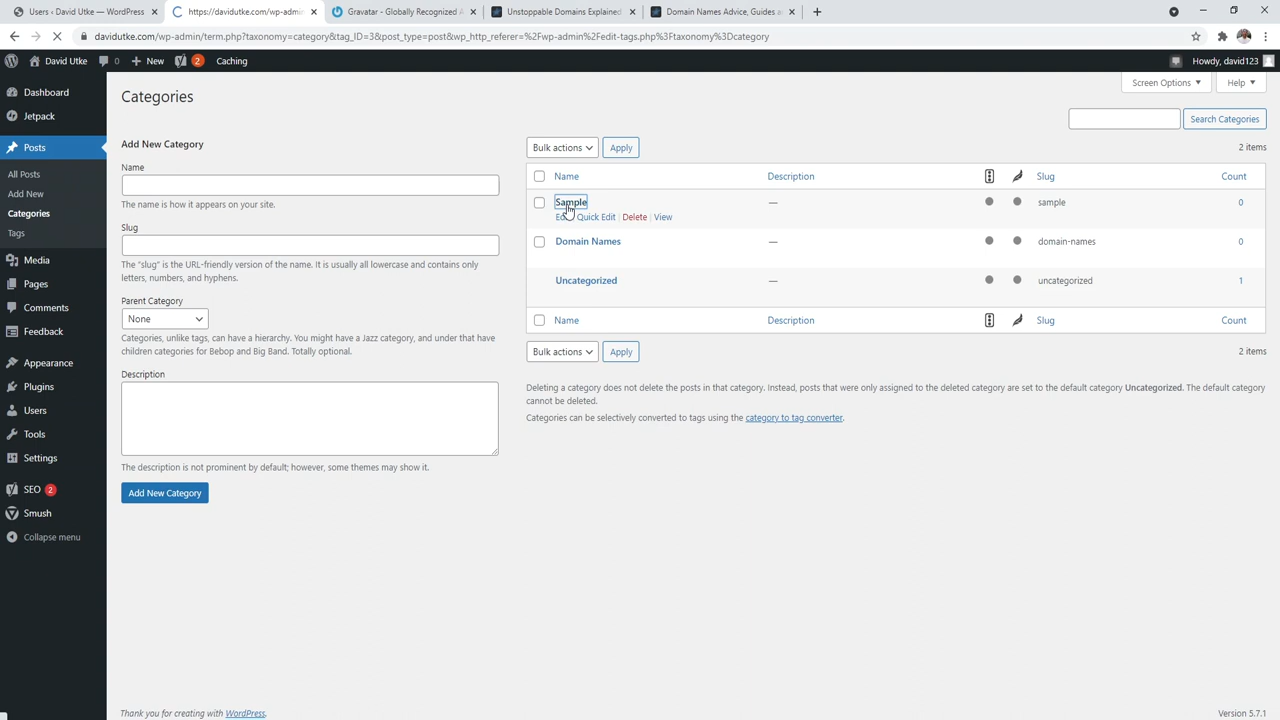 Users ‹ David Utke — WordPress
https://davidutke.com/wp-admin
Gravatar - Globally Recognized A
Unstoppable Domains Explained
Domain Names Advice, Guides a
davidutke.com/wp-admin/term.php?taxonomy=category&tag_ID=3&post_type=post&wp_http_referer=%2Fwp-admin%2Fedit-tags.php%3Ftaxonomy%3Dcategory
David Utke
0
New
2
Caching
Howdy, david123
Dashboard
Jetpack
Posts
All Posts
Add New
Categories
Tags
Media
Pages
Comments
Feedback
Appearance
Plugins
Users
Tools
Settings
SEO 2
Smush
Collapse menu
Screen Options
Help
Categories
Search Categories
Add New Category
Name
The name is how it appears on your site.
Slug
The “slug” is the URL-friendly version of the name. It is usually all lowercase and contains only
letters, numbers, and hyphens.
Parent Category
None
Categories, unlike tags, can have a hierarchy. You might have a Jazz category, and under that have
children categories for Bebop and Big Band. Totally optional.
Description
The description is not prominent by default; however, some themes may show it.
Add New Category
Bulk actions
Apply
2 items
Name Description Slug Count
Sample — sample 0
Quick Edit | Delete | View
Domain Names — domain-names 0
Uncategorized — uncategorized 1
Name Description Slug Count
Bulk actions
Apply
2 items
Deleting a category does not delete the posts in that category. Instead, posts that were only assigned to the deleted category are set to the default category Uncategorized. The default category
cannot be deleted.
Categories can be selectively converted to tags using the category to tag converter.
Thank you for creating with WordPress.
Version 5.7.1